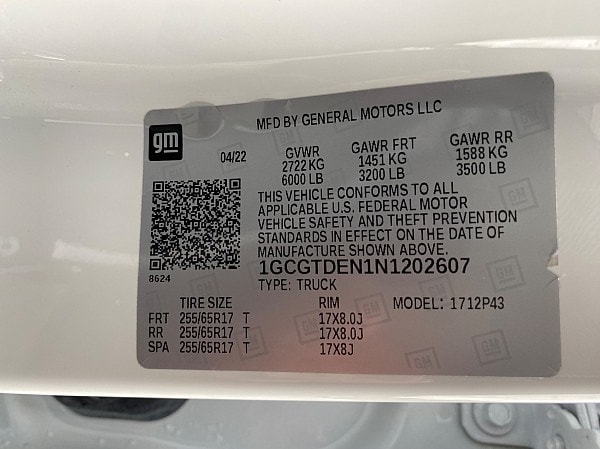 MFD BY GENERAL MOTORS LLC
gm
04/22 GVWR GAWR FRT GAWR RR
2722 KG 1451 KG 1588 KG
6000 LB 3200 LB 3500 LB
THIS VEHICLE CONFORMS TO ALL
APPLICABLE U.S. FEDERAL MOTOR
VEHICLE SAFETY AND THEFT PREVENTION
STANDARDS IN EFFECT ON THE DATE OF
MANUFACTURE SHOWN ABOVE.
8624 1GCGTDEN1N1202607
TYPE: TRUCK
TIRE SIZE RIM MODEL: 1712P43
FRT 255/65R17 T 17X8.0J
RR 255/65R17 T 17X8.0J
SPA 255/65R17 T 17X8J